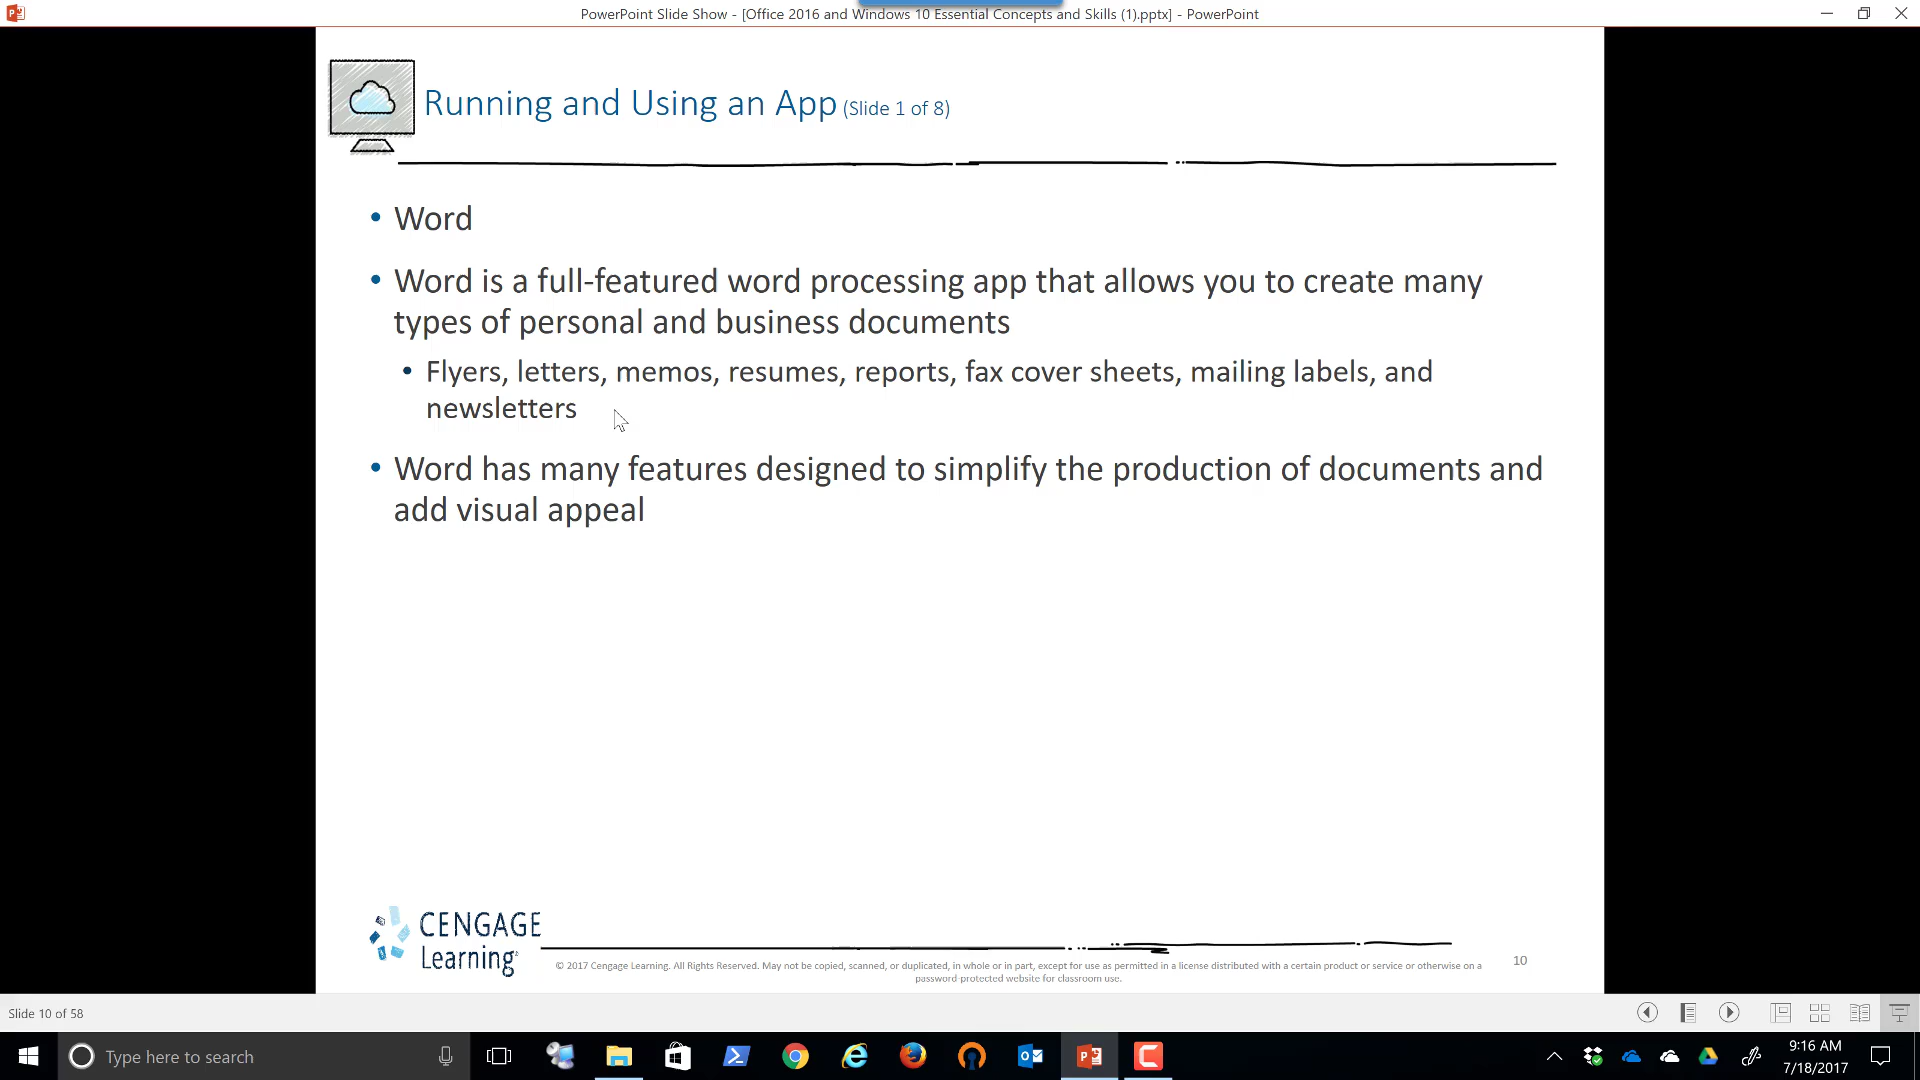 PowerPoint Slide Show - [Office 2016 and Windows 10 Essential Concepts and Skills (1).pptx] - PowerPoint
Running and Using an App (Slide 1 of 8)
• Word
• Word is a full-featured word processing app that allows you to create many
types of personal and business documents
• Flyers, letters, memos, resumes, reports, fax cover sheets, mailing labels, and
newsletters
• Word has many features designed to simplify the production of documents and
add visual appeal
CENGAGE
Learning®
© 2017 Cengage Learning. All Rights Reserved. May not be copied, scanned, or duplicated, in whole or in part, except for use as permitted in a license distributed with a certain product or service or otherwise on a
password-protected website for classroom use.
10
Slide 10 of 58
Type here to search
9:16 AM
7/18/2017